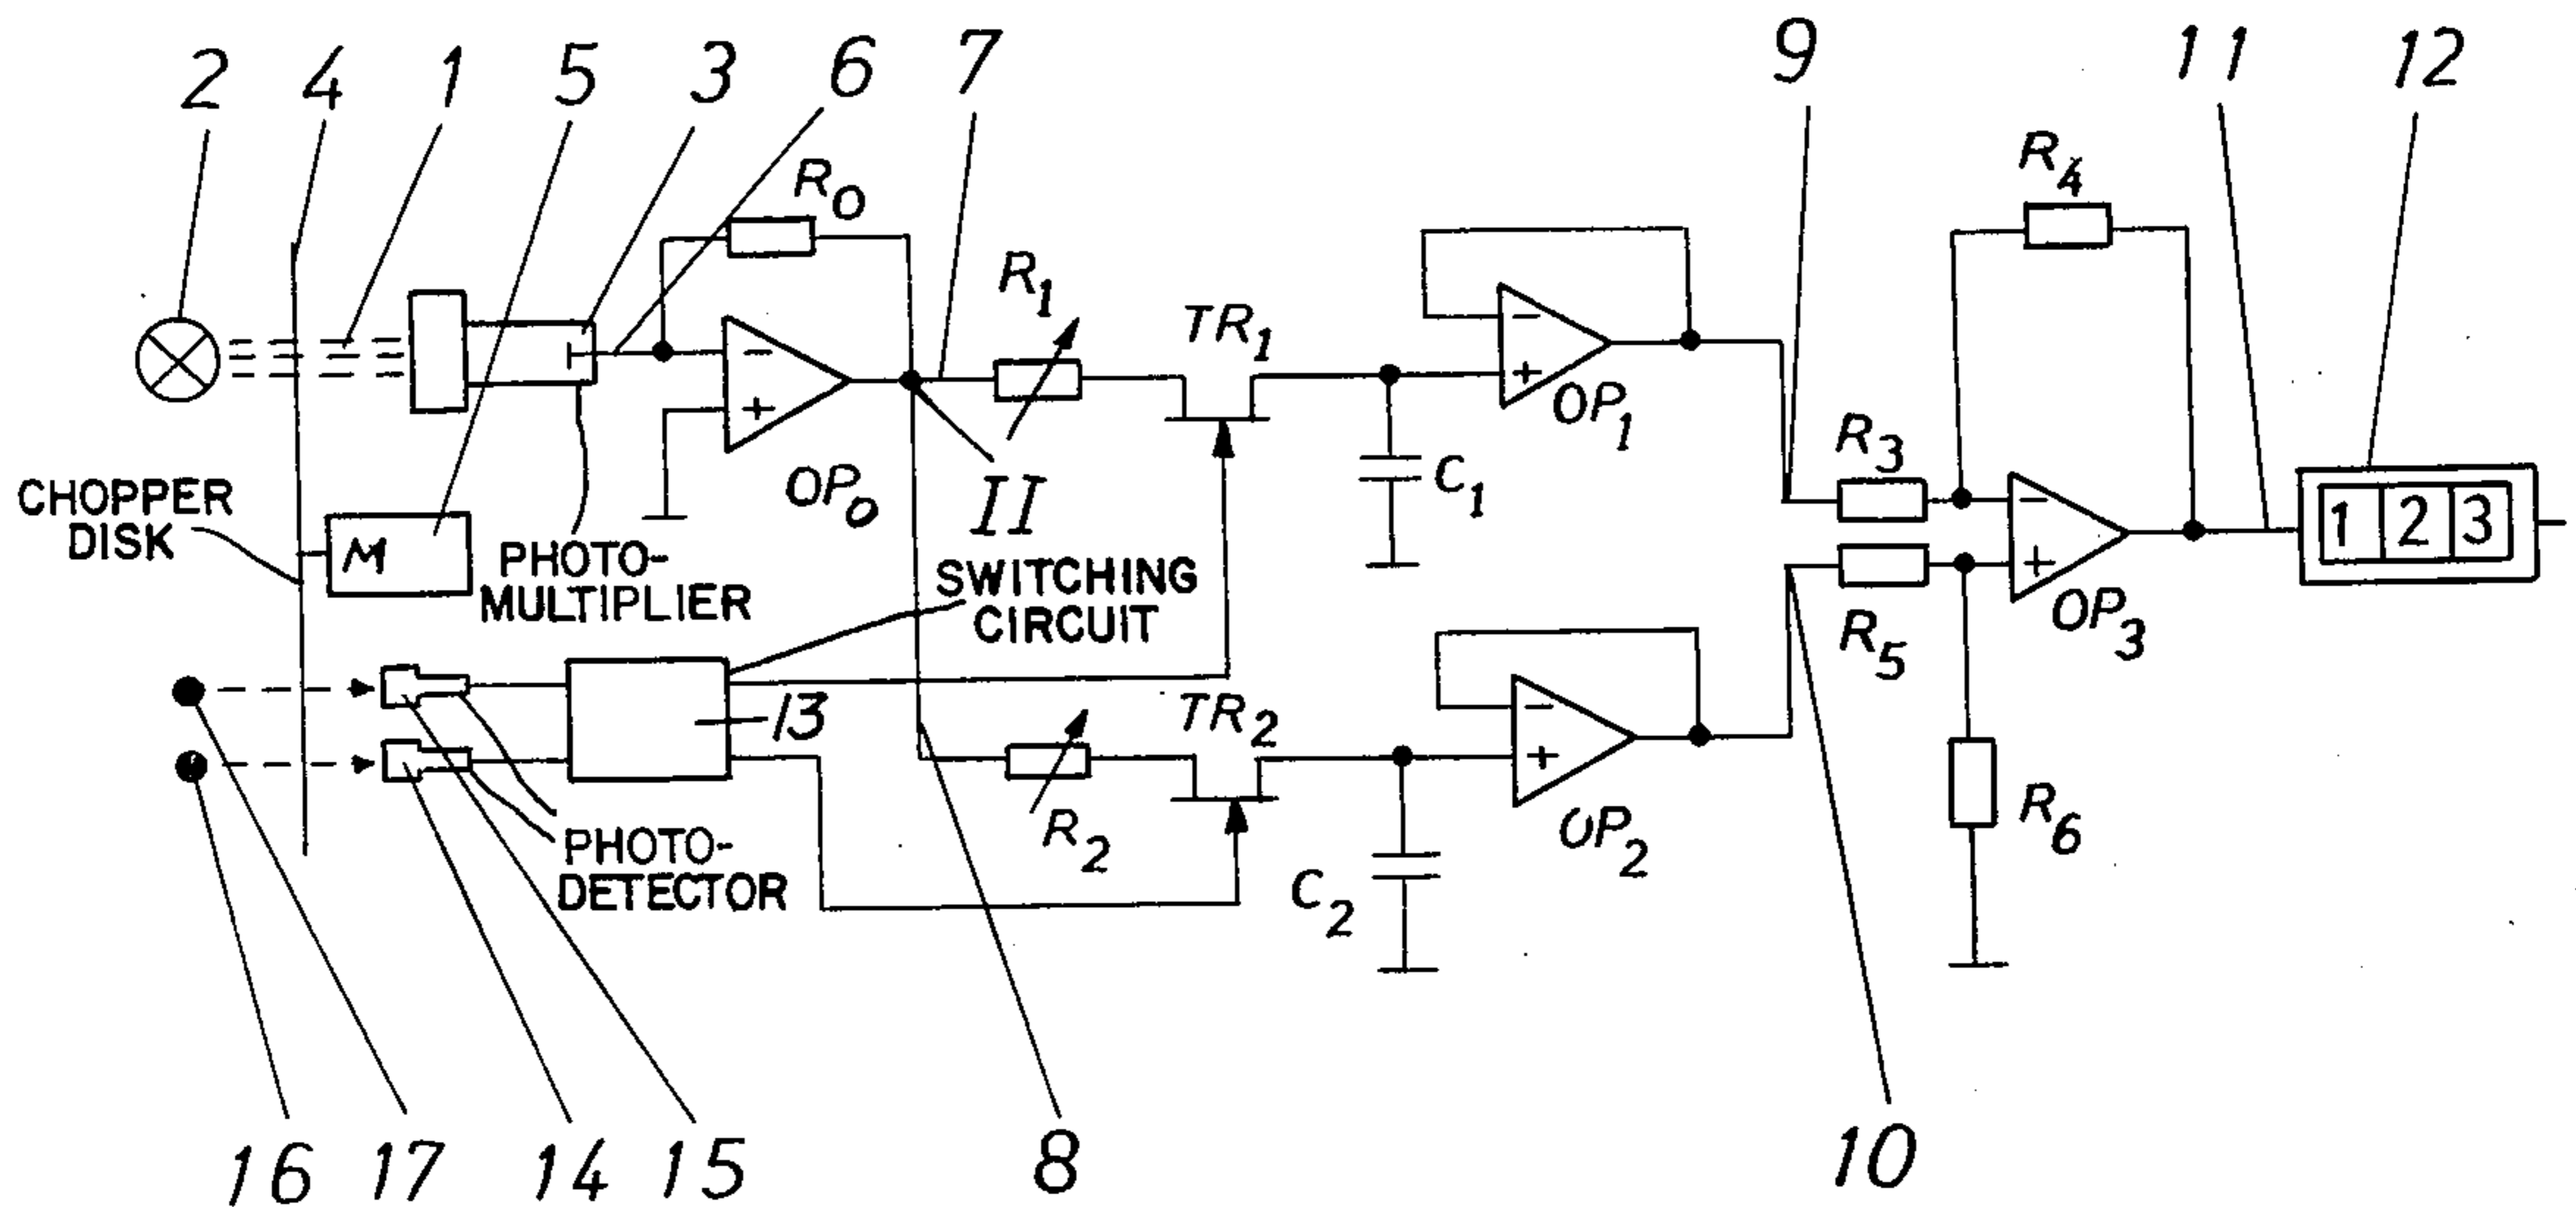 2 4 1 5 3 6 7 9 11 12
R0
R4
R1
TR1
OP1
R3
C1
OP0
II
CHOPPER
DISK
M
PHOTO-
MULTIPLIER
1 2 3
OP3
SWITCHING
CIRCUIT
R5
13
TR2
R2
OP2
R6
PHOTO-
DETECTOR
C2
16 17 14 15 8 10